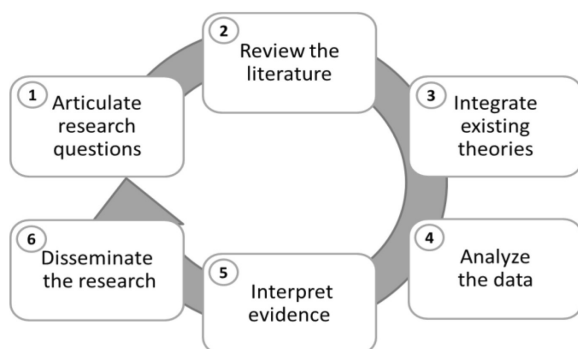 1
Articulate
research
questions
2
Review the
literature
3
Integrate
existing
theories
4
Analyze
the data
5
Interpret
evidence
6
Disseminate
the research